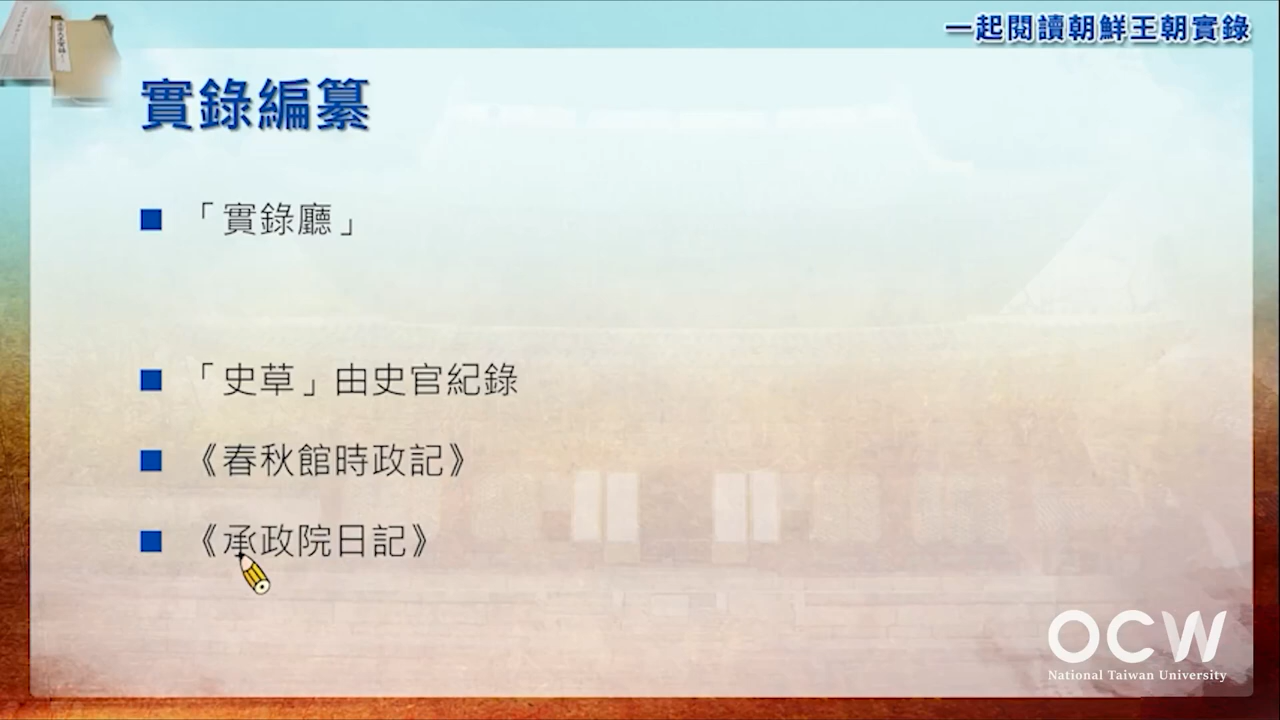 一起閱讀朝鮮王朝實錄
實錄編纂
「實錄廳」
「史草」由史官紀錄
《春秋館時政記》
《承政院日記》
OCW
National Taiwan University